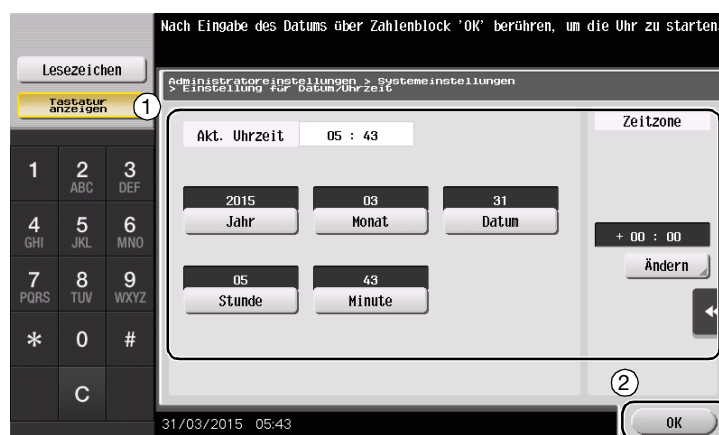 Nach Eingabe des Datums über Zahlenblock 'OK' berühren, um die Uhr zu starten.
Lesezeichen
Tastatur
anzeigen
1
Administratoreinstellungen > Systemeinstellungen
> Einstellung für Datum/Uhrzeit
Akt. Uhrzeit 05 : 43
Zeitzone
2015 03 31
Jahr Monat Datum
+ 00 : 00
Ändern
05 43
Stunde Minute
1 2 ABC 3 DEF
4 GHI 5 JKL 6 MNO
7 PQRS 8 TUV 9 WXYZ
* 0 #
C
2
31/03/2015 05:43
OK